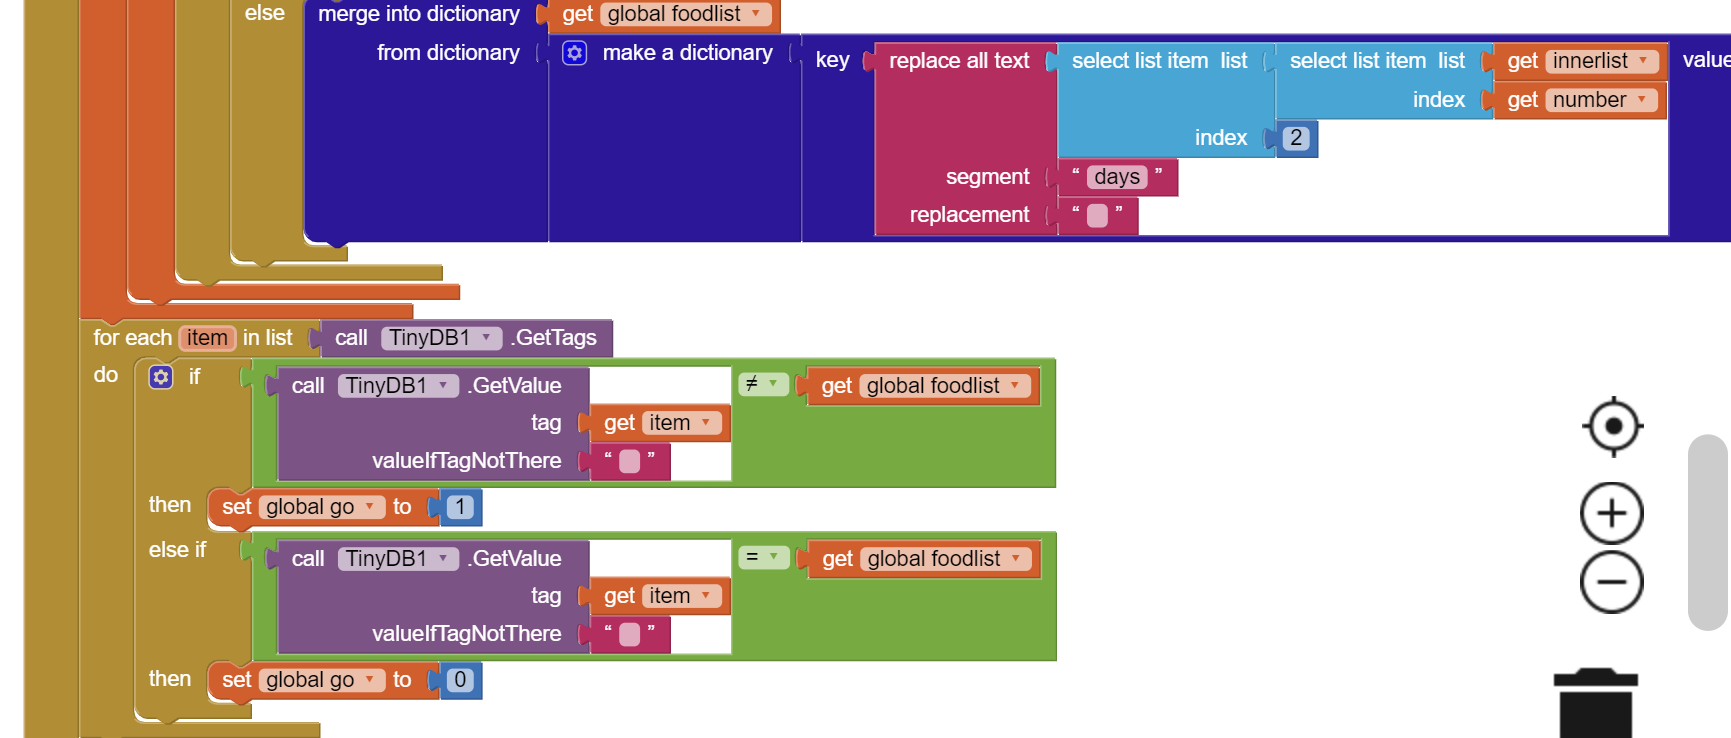 else merge into dictionary get global foodlist
from dictionary make a dictionary key replace all text select list item list select list item list get innerlist value
index get number
index 2
segment “ days ”
replacement “ ”
for each item in list call TinyDB1 .GetTags
do if call TinyDB1 .GetValue ≠ get global foodlist
tag get item
valueIfTagNotThere “ ”
then set global go to 1
else if call TinyDB1 .GetValue = get global foodlist
tag get item
valueIfTagNotThere “ ”
then set global go to 0